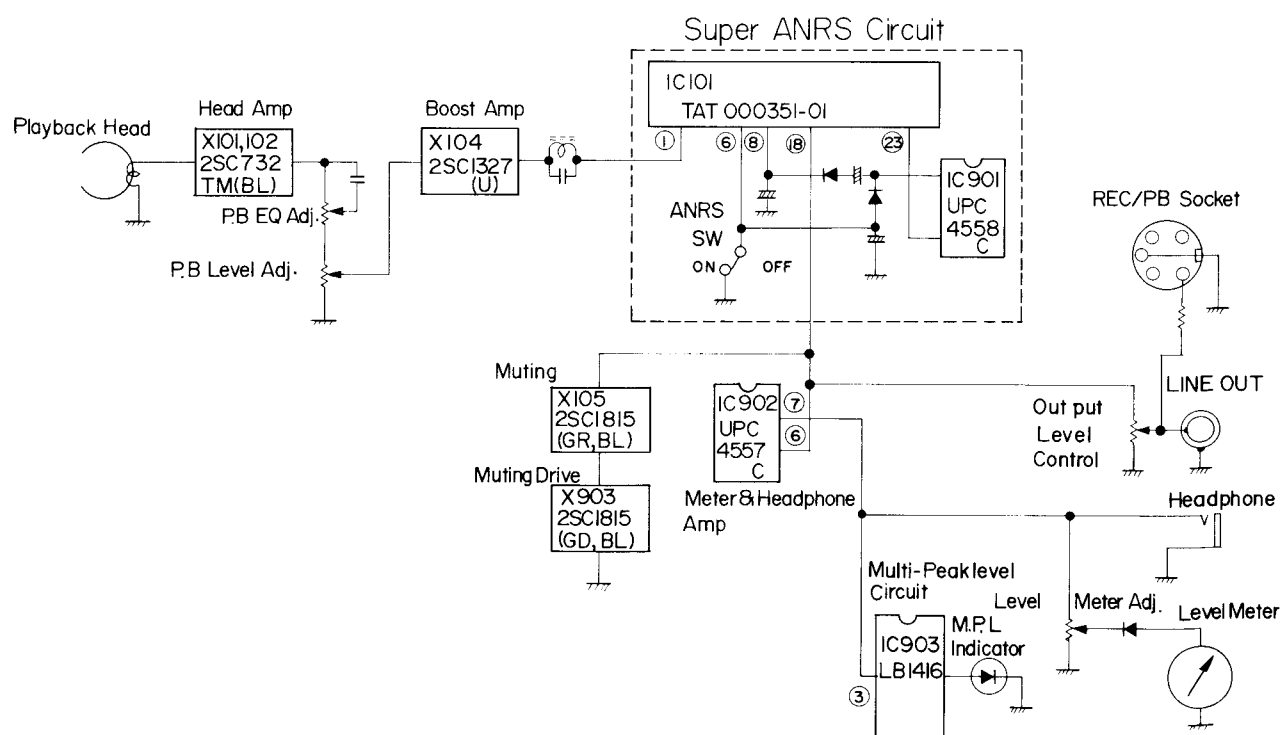 Super ANRS Circuit
IC101
TAT 000351-01
① ⑥ ⑧ ⑱ ㉓
Playback Head
Head Amp
X101,102
2SC732
TM(BL)
P.B EQ Adj.
P.B Level Adj.
Boost Amp
X104
2SC1327
(U)
ANRS
SW
ON OFF
IC901
UPC
4558
C
REC/PB Socket
LINE OUT
Out put
Level
Control
Muting
X105
2SC1815
(GR,BL)
Muting Drive
X903
2SC1815
(GD,BL)
IC902
UPC
4557
C
⑦
⑥
Meter & Headphone
Amp
Headphone
Multi-Peaklevel
Circuit
IC903
LB1416
③
M.P.L
Indicator
Level Meter Adj.
Level Meter